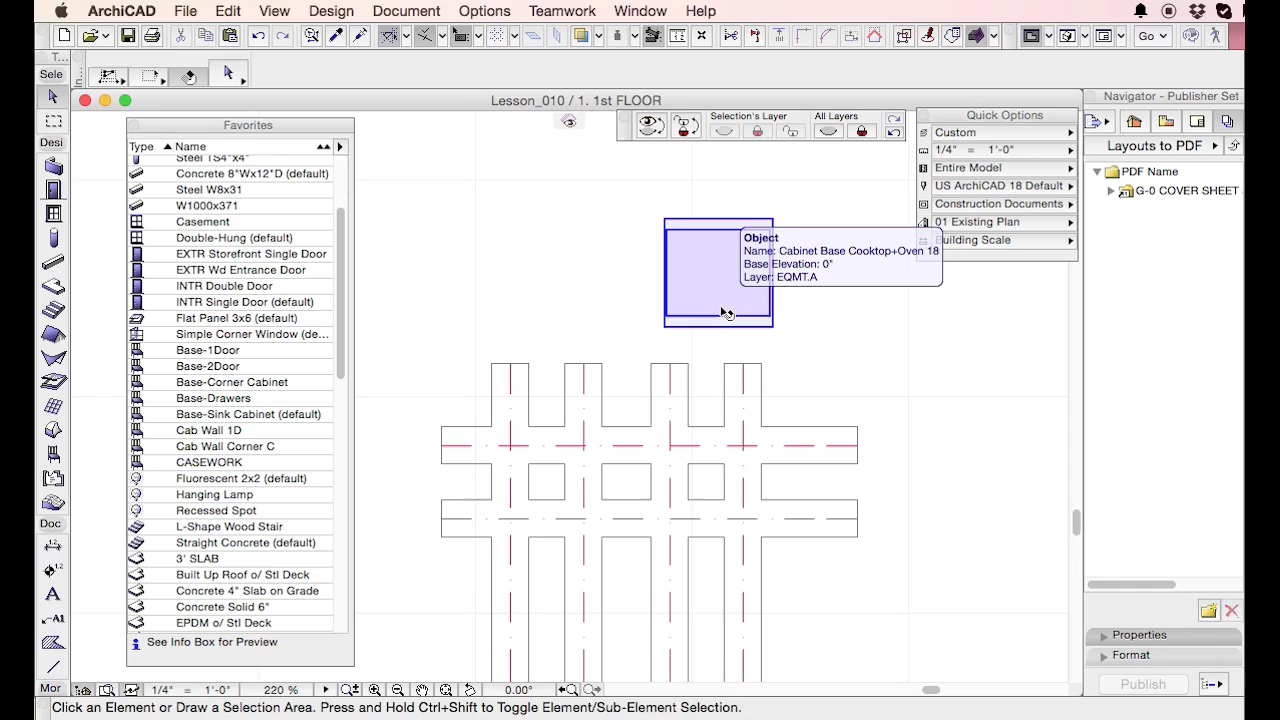 ArchiCAD File Edit View Design Document Options Teamwork Window Help
Go
T...
Sele
Lesson_010 / 1. 1st FLOOR
Navigator - Publisher Set
Favorites
Selection's Layer All Layers
Quick Options
Custom
1/4" = 1'-0"
Entire Model
US ArchiCAD 18 Default
Construction Documents
01 Existing Plan
Building Scale
Layouts to PDF
PDF Name
G-0 COVER SHEET
Desi
Type Name
Steel TS4"x4"
Concrete 8"Wx12"D (default)
Steel W8x31
W1000x371
Casement
Double-Hung (default)
EXTR Storefront Single Door
EXTR Wd Entrance Door
INTR Double Door
INTR Single Door (default)
Flat Panel 3x6 (default)
Simple Corner Window (de...
Base-1Door
Base-2Door
Base-Corner Cabinet
Base-Drawers
Base-Sink Cabinet (default)
Cab Wall 1D
Cab Wall Corner C
CASEWORK
Fluorescent 2x2 (default)
Hanging Lamp
Recessed Spot
L-Shape Wood Stair
Straight Concrete (default)
3' SLAB
Built Up Roof o/ Stl Deck
Concrete 4" Slab on Grade
Concrete Solid 6"
EPDM o/ Stl Deck
See Info Box for Preview
Object
Name: Cabinet Base Cooktop+Oven 18
Base Elevation: 0"
Layer: EQMT.A
Doc
1.2
1.2
A
A1
Mor
Properties
Format
Publish
1/4" = 1'-0" 220 % 0.00°
Click an Element or Draw a Selection Area. Press and Hold Ctrl+Shift to Toggle Element/Sub-Element Selection.